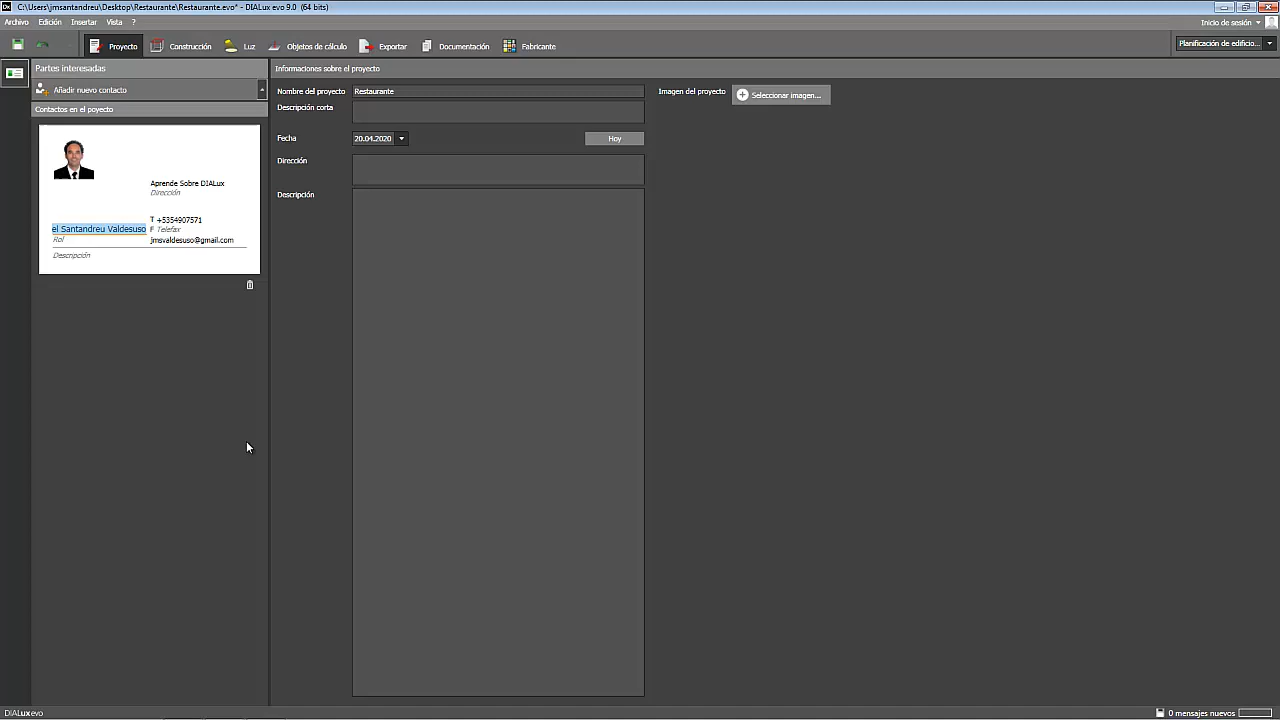 C:\Users\jmsantandreu\Desktop\Restaurante\Restaurante.evo* - DIALux evo 9.0  (64 bits)
Archivo Edición Insertar Vista ?
Inicio de sesión
Proyecto Construcción Luz Objetos de cálculo Exportar Documentación Fabricante
Planificación de edificio...
Partes interesadas
Añadir nuevo contacto
Contactos en el poyecto
Aprende Sobre DIALux
Dirección
T +5354907571
el Santandreu Valdesuso F Telefax
Rol jmsvaldesuso@gmail.com
Descripción
Informaciones sobre el proyecto
Nombre del proyecto Restaurante
Descripción corta
Fecha 20.04.2020 Hoy
Dirección
Descripción
Imagen del proyecto Seleccionar imagen...
DIALux evo
0 mensajes nuevos